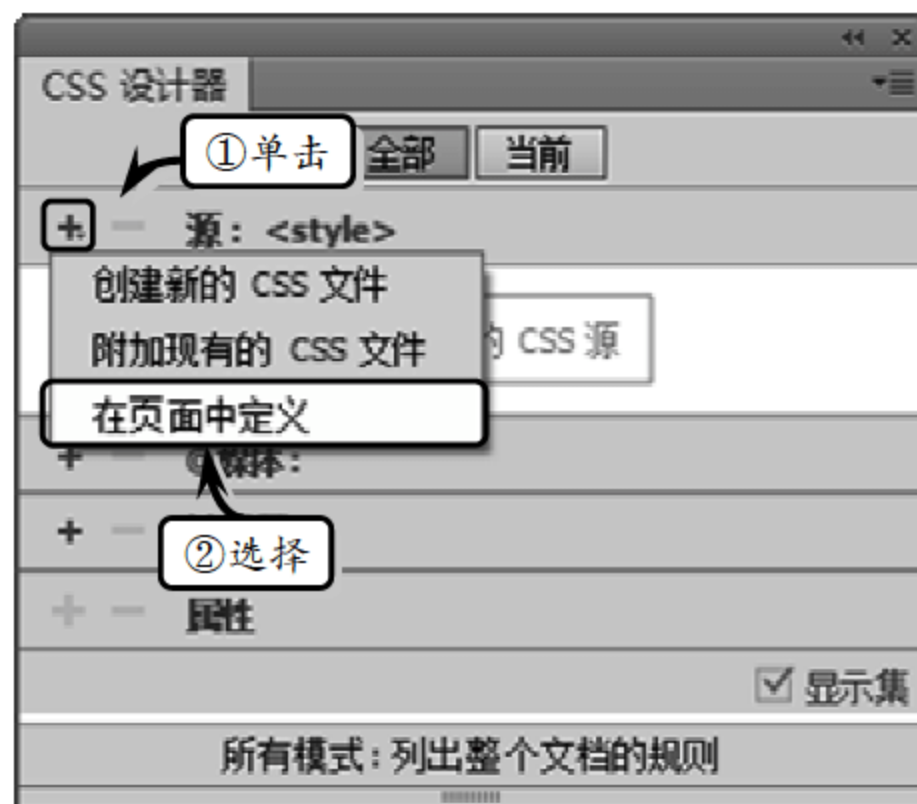 CSS 设计器
①单击
全部 当前
源：<style>
创建新的 CSS 文件
附加现有的 CSS 文件
CSS 源
在页面中定义
@媒体：
②选择
属性
显示集
所有模式：列出整个文档的规则